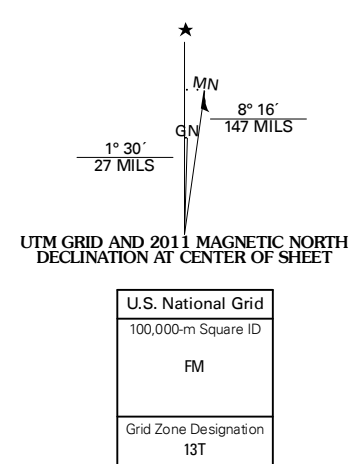 ★
MN
8° 16´
147 MILS
GN
1° 30´
27 MILS
UTM GRID AND 2011 MAGNETIC NORTH
DECLINATION AT CENTER OF SHEET
U.S. National Grid
100,000-m Square ID
FM
Grid Zone Designation
13T